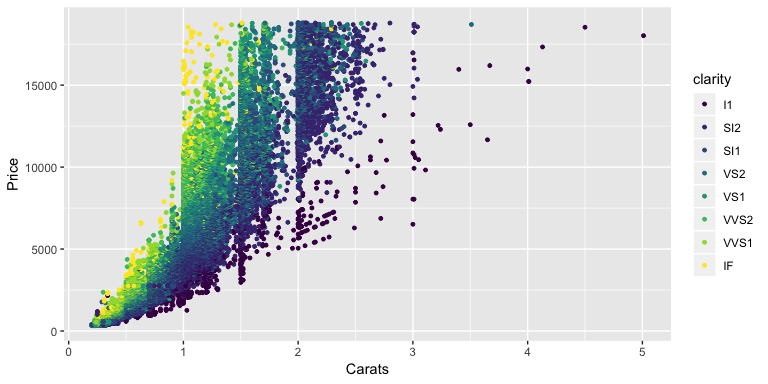 15000
10000
5000
0
Price
0 1 2 3 4 5
Carats
clarity
I1
SI2
SI1
VS2
VS1
VVS2
VVS1
IF